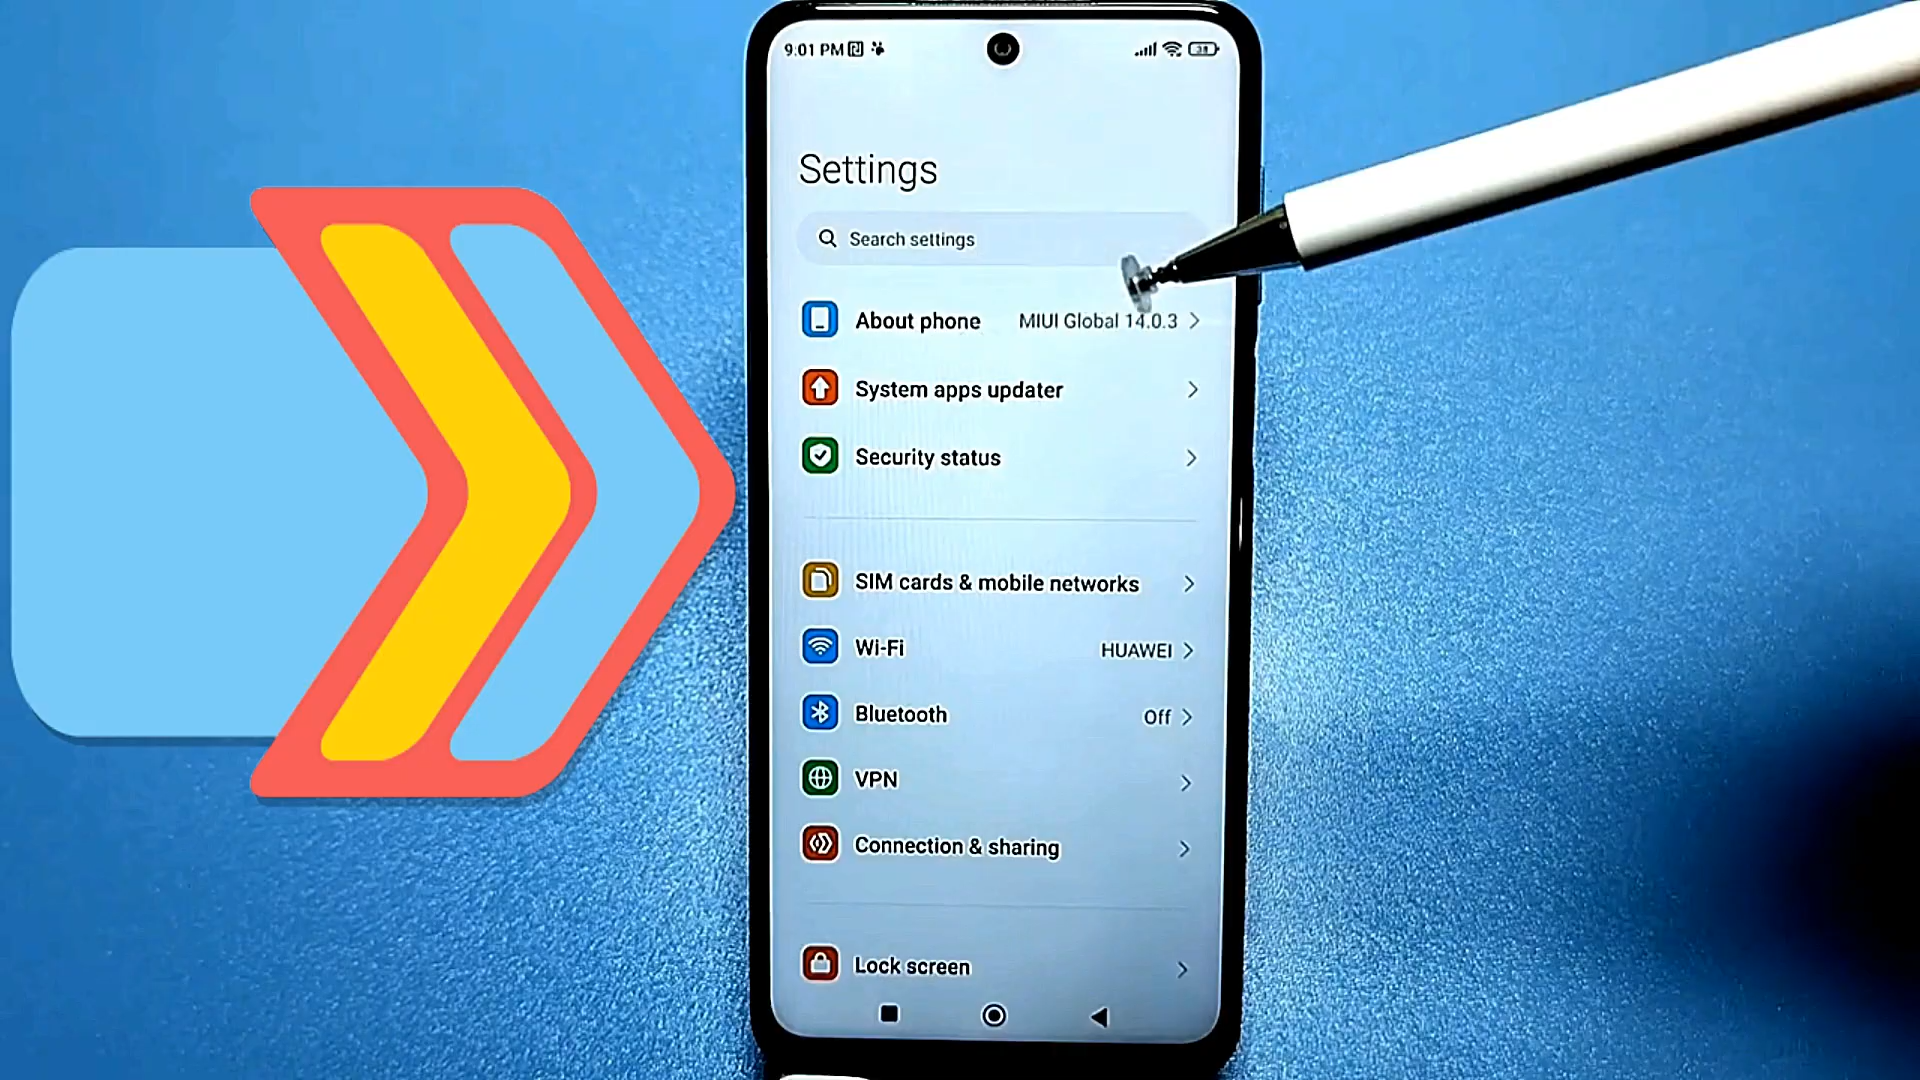 9:01 PM
38
Settings
Search settings
About phone MIUI Global 14.0.3
System apps updater
Security status
SIM cards & mobile networks
Wi-Fi HUAWEI
Bluetooth Off
VPN
Connection & sharing
Lock screen